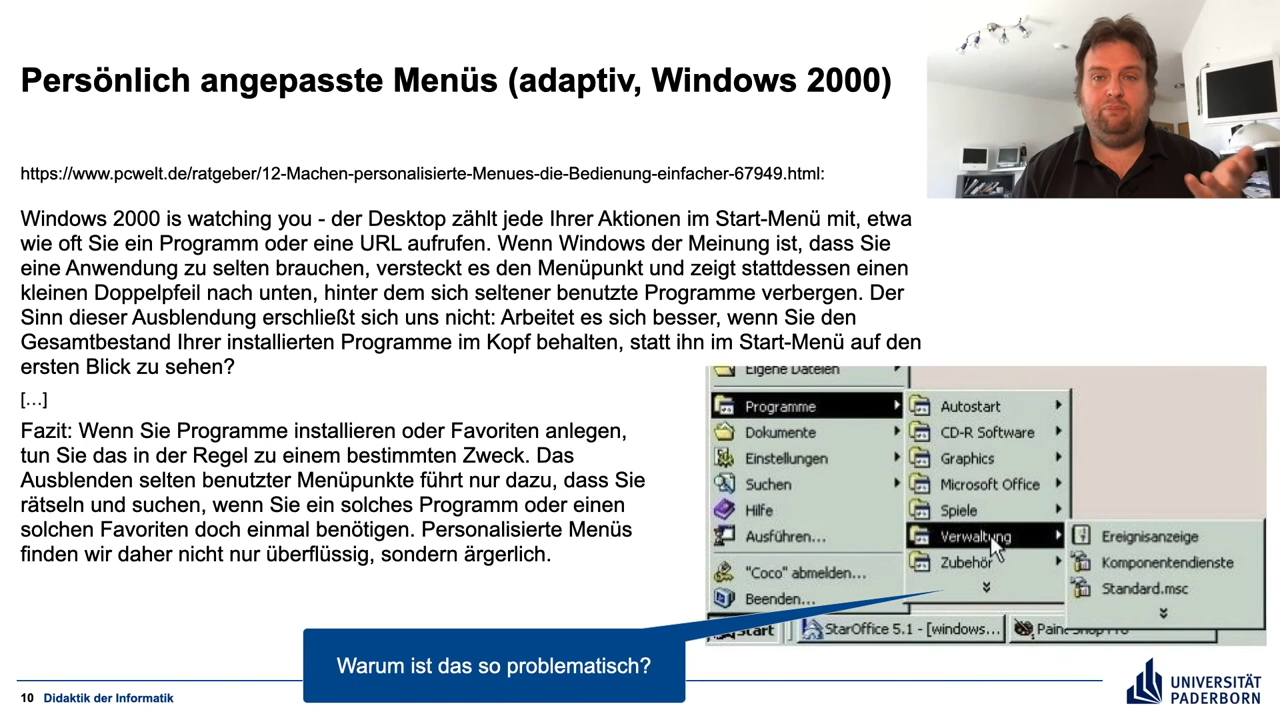 Persönlich angepasste Menüs (adaptiv, Windows 2000)
https://www.pcwelt.de/ratgeber/12-Machen-personalisierte-Menues-die-Bedienung-einfacher-67949.html:
Windows 2000 is watching you - der Desktop zählt jede Ihrer Aktionen im Start-Menü mit, etwa
wie oft Sie ein Programm oder eine URL aufrufen. Wenn Windows der Meinung ist, dass Sie
eine Anwendung zu selten brauchen, versteckt es den Menüpunkt und zeigt stattdessen einen
kleinen Doppelpfeil nach unten, hinter dem sich seltener benutzte Programme verbergen. Der
Sinn dieser Ausblendung erschließt sich uns nicht: Arbeitet es sich besser, wenn Sie den
Gesamtbestand Ihrer installierten Programme im Kopf behalten, statt ihn im Start-Menü auf den
ersten Blick zu sehen?
[...]
Fazit: Wenn Sie Programme installieren oder Favoriten anlegen,
tun Sie das in der Regel zu einem bestimmten Zweck. Das
Ausblenden selten benutzter Menüpunkte führt nur dazu, dass Sie
rätseln und suchen, wenn Sie ein solches Programm oder einen
solchen Favoriten doch einmal benötigen. Personalisierte Menüs
finden wir daher nicht nur überflüssig, sondern ärgerlich.
Eigene Dateien
Programme
Dokumente
Einstellungen
Suchen
Hilfe
Ausführen...
"Coco" abmelden...
Beenden...
Autostart
CD-R Software
Graphics
Microsoft Office
Spiele
Verwaltung
Zubehör
Ereignisanzeige
Komponentendienste
Standard.msc
Start
StarOffice 5.1 - [windows...
Paint Shop Pro
Warum ist das so problematisch?
10 Didaktik der Informatik
UNIVERSITÄT
PADERBORN